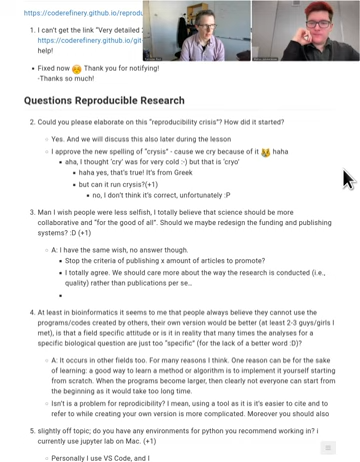 https://coderefinery.github.io/reprodu
1. I can't get the link "Very detailed
https://coderefinery.github.io/git
help!
• Fixed now 😊 Thank you for notifying!
-Thanks so much!
Questions Reproducible Research
2. Could you please elaborate on this "reproducibility crisis"? How did it started?
Yes. And we will discuss this also later during the lesson
I approve the new spelling of "crysis" - cause we cry because of it 😹 haha
aha, I thought 'cry' was for very cold :-) but that is 'cryo'
haha yes, that's true! It's from Greek
but can it run crysis?(+1)
no, I don't think it's correct, unfortunately :P
3. Man I wish people were less selfish, I totally believe that science should be more
collaborative and "for the good of all". Should we maybe redesign the funding and publishing
systems? :D (+1)
A: I have the same wish, no answer though.
Stop the criteria of publishing x amount of articles to promote?
I totally agree. We should care more about the way the research is conducted (i.e.,
quality) rather than publications per se..
4. At least in bioinformatics it seems to me that people always believe they cannot use the
programs/codes created by others, their own version would be better (at least 2-3 guys/girls I
met), is that a field specific attitude or is it in reality that many times the analyses for a
specific biological question are just too "specific" (for the lack of a better word :D)?
A: It occurs in other fields too. For many reasons I think. One reason can be for the sake
of learning: a good way to learn a method or algorithm is to implement it yourself starting
from scratch. When the programs become larger, then clearly not everyone can start from
the beginning as it would take too long time.
Isn't is a problem for reproducibility? I mean, using a tool as it is it's easier to cite and to
refer to while creating your own version is more complicated. Moreover you should also
5. slightly off topic; do you have any environments for python you recommend working in? i
currently use jupyter lab on Mac. (+1)
Personally I use VS Code, and I